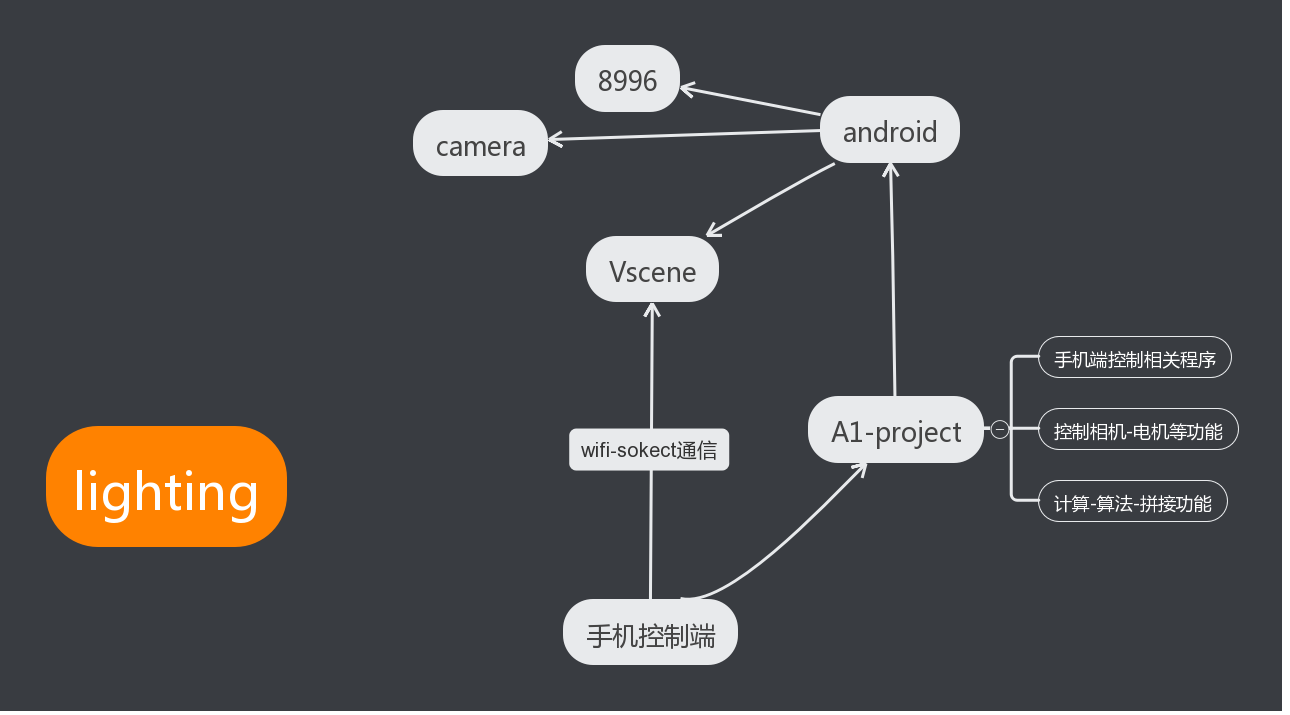 8996
android
camera
Vscene
手机端控制相关程序
A1-project
控制相机-电机等功能
wifi-sokect通信
lighting
计算-算法-拼接功能
手机控制端